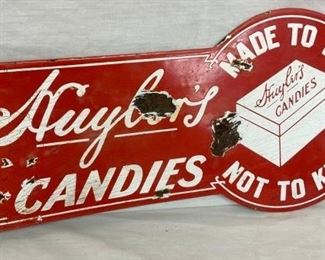 Huyler's
CANDIES
MADE TO
Huyler's
CANDIES
NOT TO K